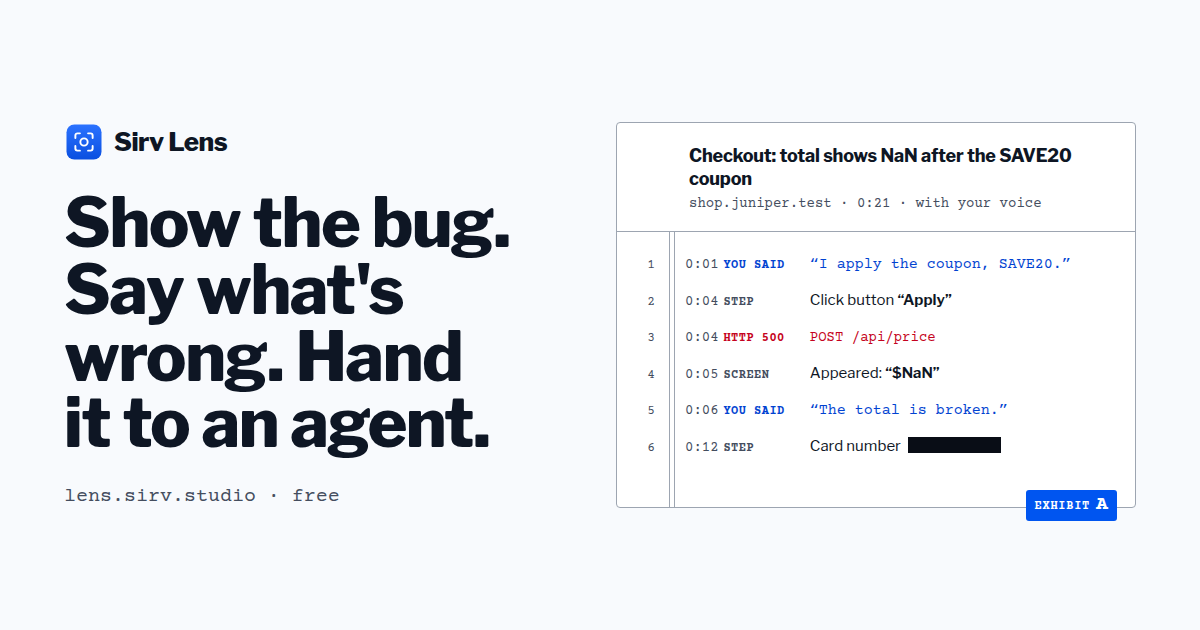 Sirv Lens
Show the bug.
Say what's
wrong. Hand
it to an agent.
lens.sirv.studio · free
Checkout: total shows NaN after the SAVE20
coupon
shop.juniper.test · 0:21 · with your voice
1 0:01 YOU SAID “I apply the coupon, SAVE20.”
2 0:04 STEP Click button “Apply”
3 0:04 HTTP 500 POST /api/price
4 0:05 SCREEN Appeared: “$NaN”
5 0:06 YOU SAID “The total is broken.”
6 0:12 STEP Card number
EXHIBIT A